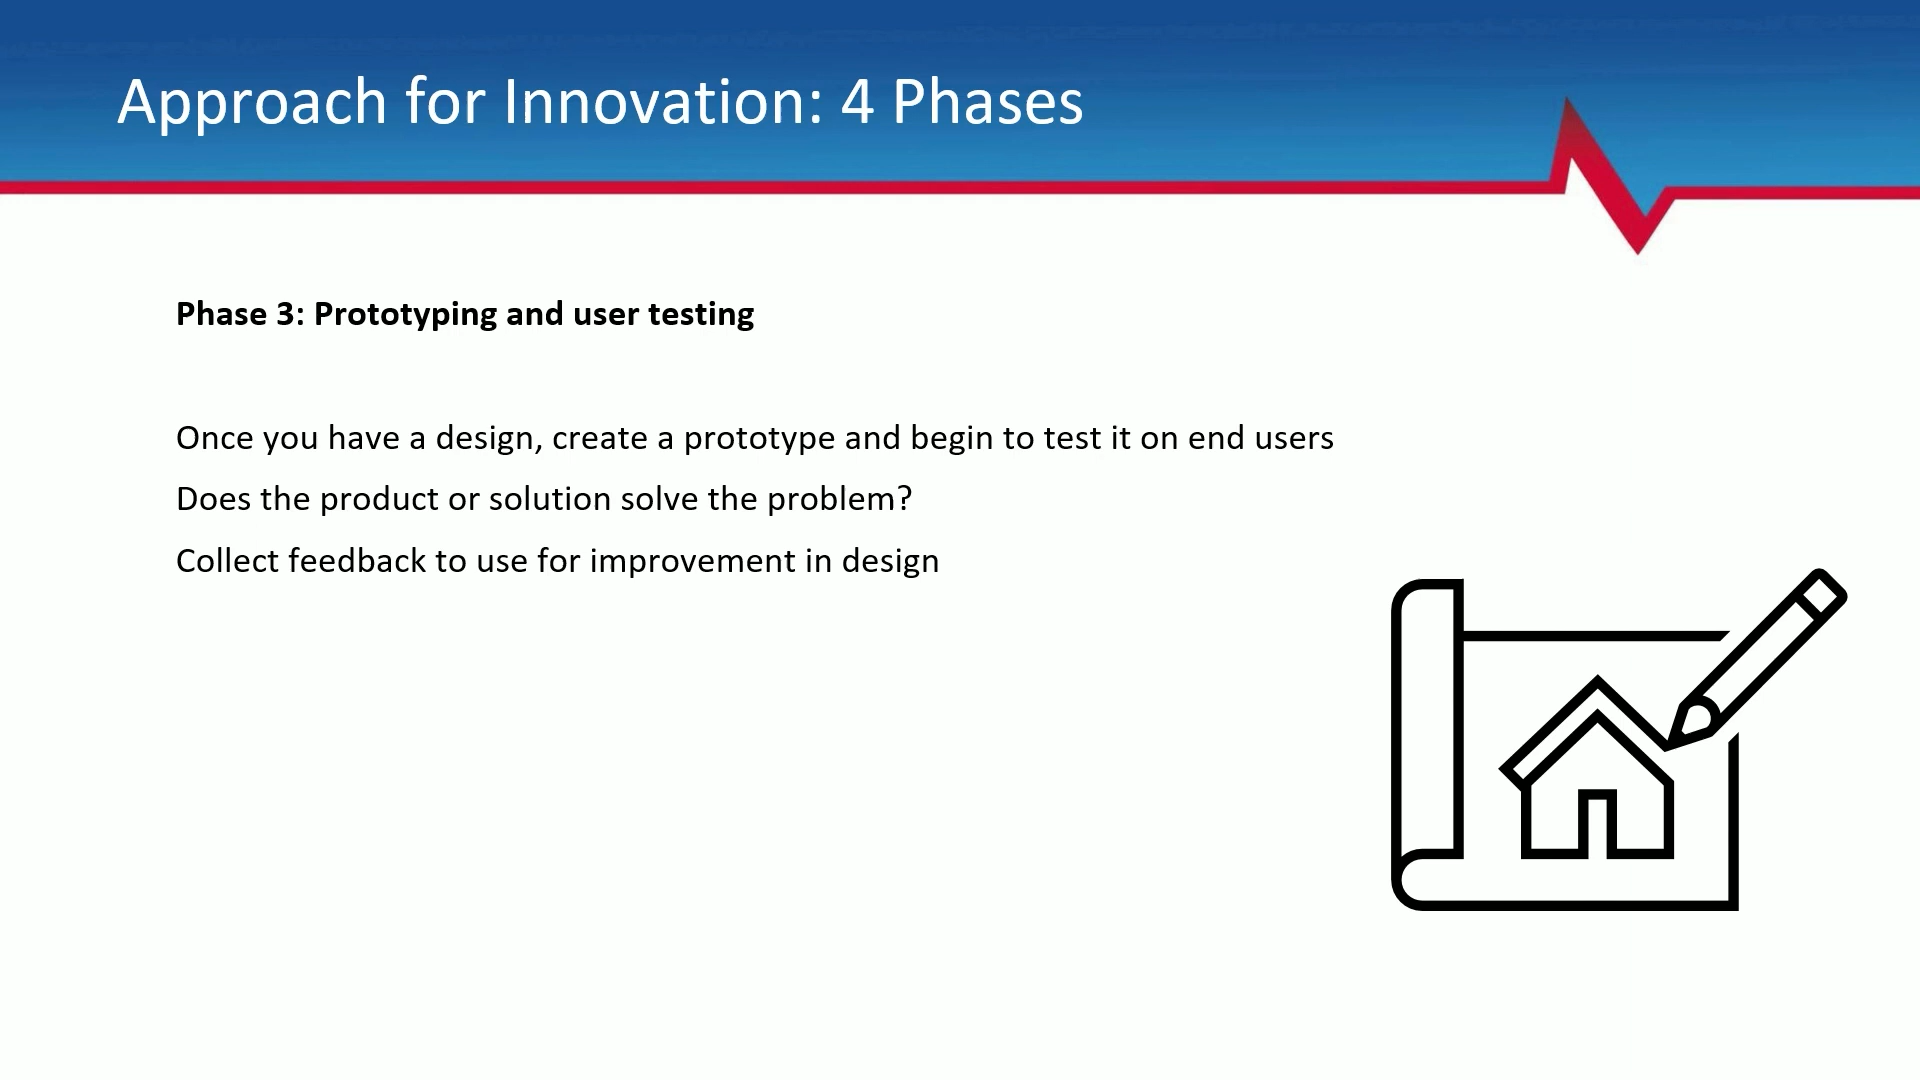 Approach for Innovation: 4 Phases
Phase 3: Prototyping and user testing
Once you have a design, create a prototype and begin to test it on end users
Does the product or solution solve the problem?
Collect feedback to use for improvement in design